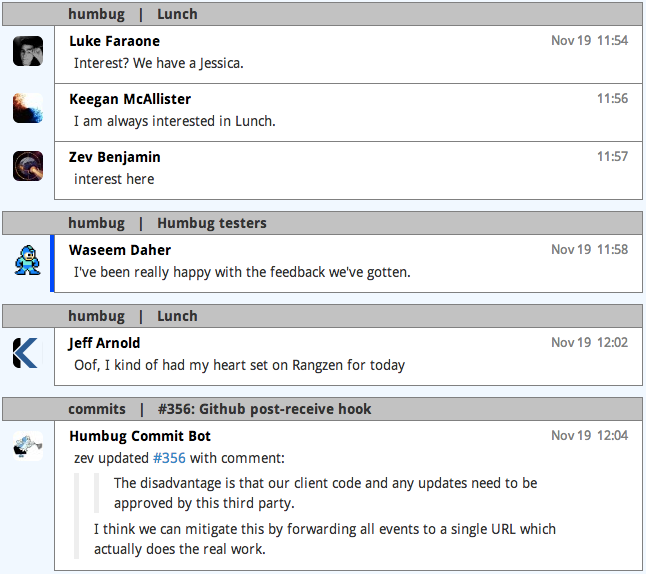 humbug | Lunch
Luke Faraone Nov 19 11:54
Interest? We have a Jessica.
Keegan McAllister 11:56
I am always interested in Lunch.
Zev Benjamin 11:57
interest here
humbug | Humbug testers
Waseem Daher Nov 19 11:58
I've been really happy with the feedback we've gotten.
humbug | Lunch
Jeff Arnold Nov 19 12:02
Oof, I kind of had my heart set on Rangzen for today
commits | #356: Github post-receive hook
Humbug Commit Bot Nov 19 12:04
zev updated #356 with comment:
The disadvantage is that our client code and any updates need to be
approved by this third party.
I think we can mitigate this by forwarding all events to a single URL which
actually does the real work.